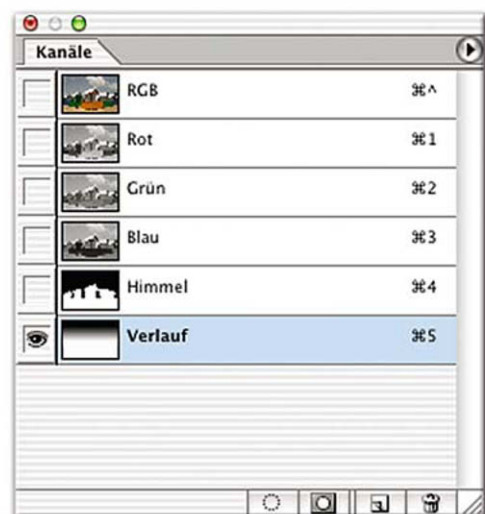 Kanäle
RGB ⌘^
Rot ⌘1
Grün ⌘2
Blau ⌘3
Himmel ⌘4
Verlauf ⌘5